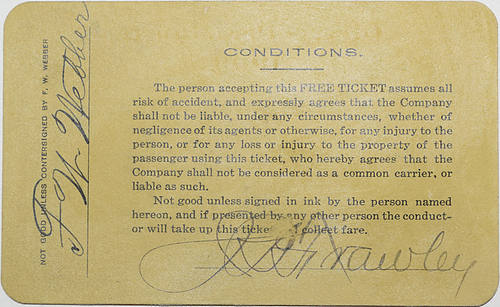 CONDITIONS.
The person accepting this FREE TICKET assumes all
risk of accident, and expressly agrees that the Company
shall not be liable, under any circumstances, whether of
negligence of its agents or otherwise, for any injury to the
person, or for any loss or injury to the property of the
passenger using this ticket, who hereby agrees that the
Company shall not be considered as a common carrier, or
liable as such.
Not good unless signed in ink by the person named
hereon, and if presented by any other person the conduct-
or will take up this ticket and collect fare.
NOT GOOD UNLESS CONTERSIGNED BY F. W. WEBBER
F W Webber
Frawley